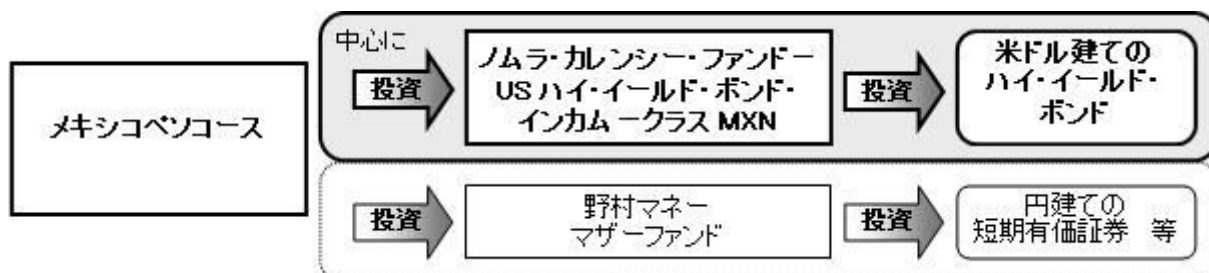 メキシコペソコース
中心に
投資
ノムラ・カレンシー・ファンドー
USハイ・イールド・ボンド・
インカム ークラス MXN
投資
米ドル建ての
ハイ・イールド・
ボンド
投資
野村マネー
マザーファンド
投資
円建ての
短期有価証券 等